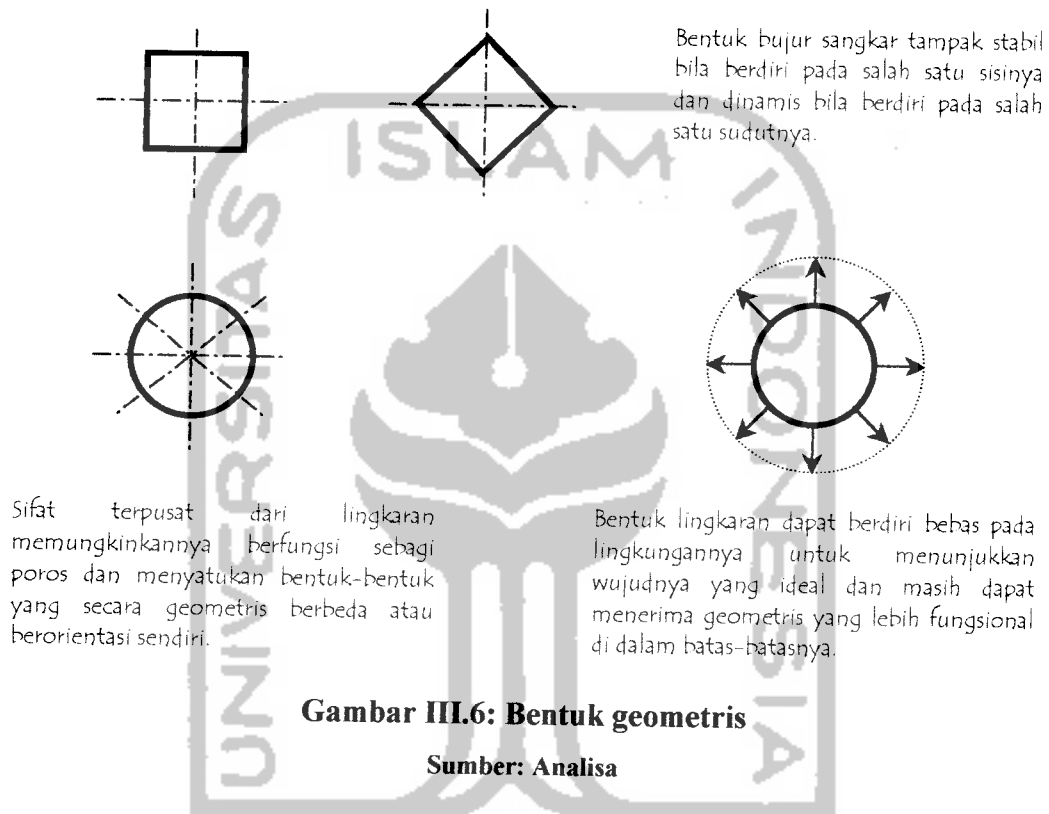 Bentuk bujur sangkar tampak stabil
bila berdiri pada salah satu sisinya
dan dinamis bila berdiri pada salah
satu sudutnya.
UNIVERSITAS
ISLAM
INDONESIA
Sifat terpusat dari lingkaran
memungkinkannya berfungsi sebagi
poros dan menyatukan bentuk-bentuk
yang secara geometris berbeda atau
berorientasi sendiri.
Bentuk lingkaran dapat berdiri bebas pada
lingkungannya untuk menunjukkan
wujudnya yang ideal dan masih dapat
menerima geometris yang lebih fungsional
di dalam batas-batasnya.
Gambar III.6: Bentuk geometris
Sumber: Analisa